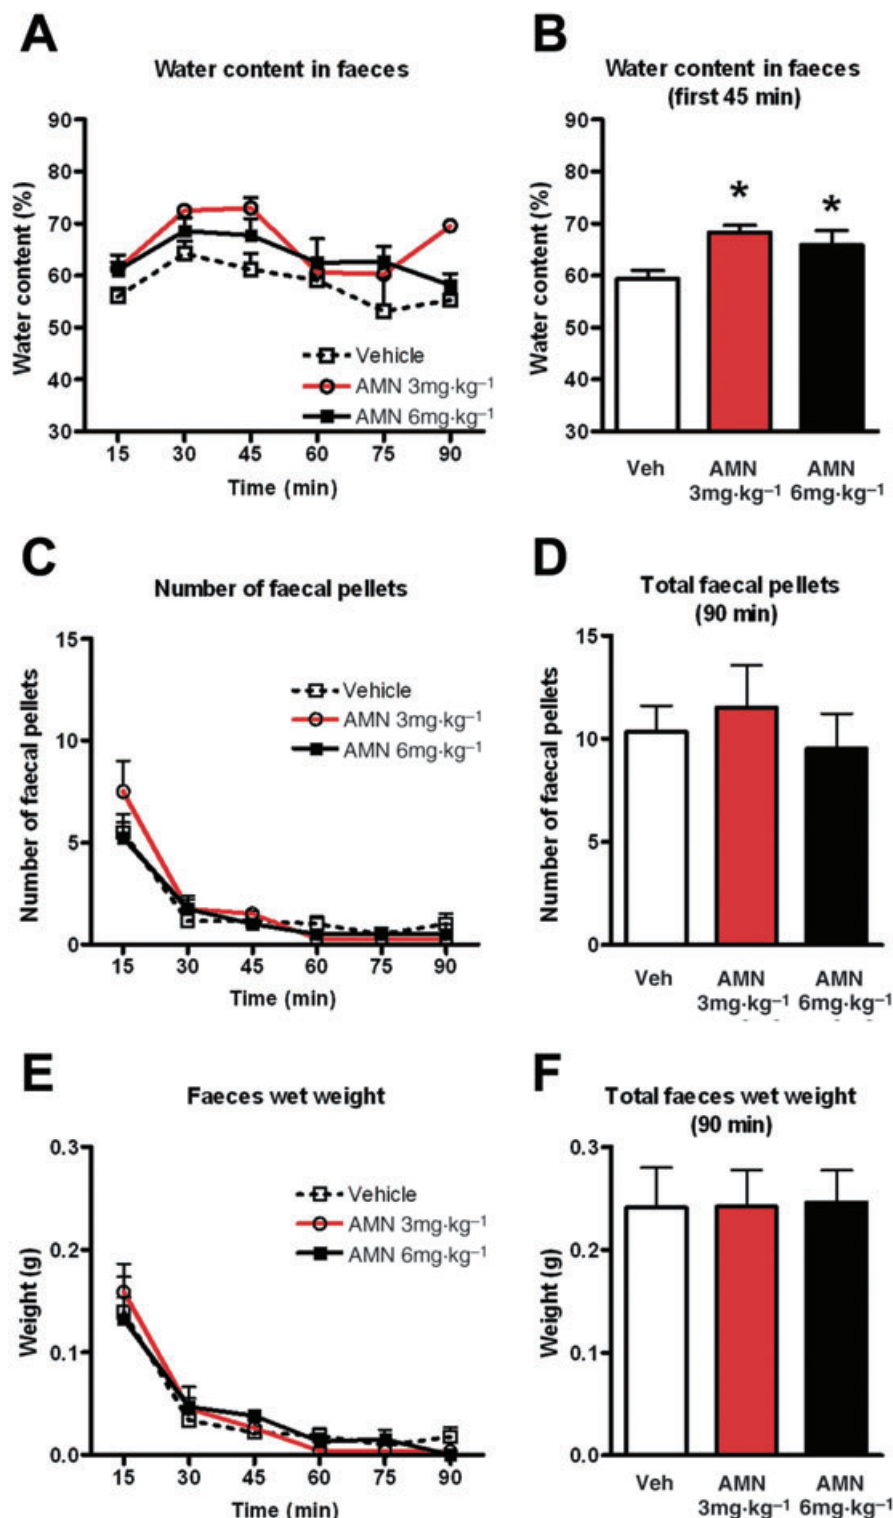 A
Water content in faeces
Water content (%)
90
80
70
60
50
40
30
Vehicle
AMN 3mg·kg⁻¹
AMN 6mg·kg⁻¹
15 30 45 60 75 90
Time (min)
B
Water content in faeces
(first 45 min)
Water content (%)
90
80
70
60
50
40
30
* *
Veh AMN AMN
3mg·kg⁻¹ 6mg·kg⁻¹
C
Number of faecal pellets
Number of faecal pellets
15
10
5
0
Vehicle
AMN 3mg·kg⁻¹
AMN 6mg·kg⁻¹
15 30 45 60 75 90
Time (min)
D
Total faecal pellets
(90 min)
Number of faecal pellets
15
10
5
0
Veh AMN AMN
3mg·kg⁻¹ 6mg·kg⁻¹
E
Faeces wet weight
Weight (g)
0.3
0.2
0.1
0.0
Vehicle
AMN 3mg·kg⁻¹
AMN 6mg·kg⁻¹
15 30 45 60 75 90
Time (min)
F
Total faeces wet weight
(90 min)
Weight (g)
0.3
0.2
0.1
0.0
Veh AMN AMN
3mg·kg⁻¹ 6mg·kg⁻¹